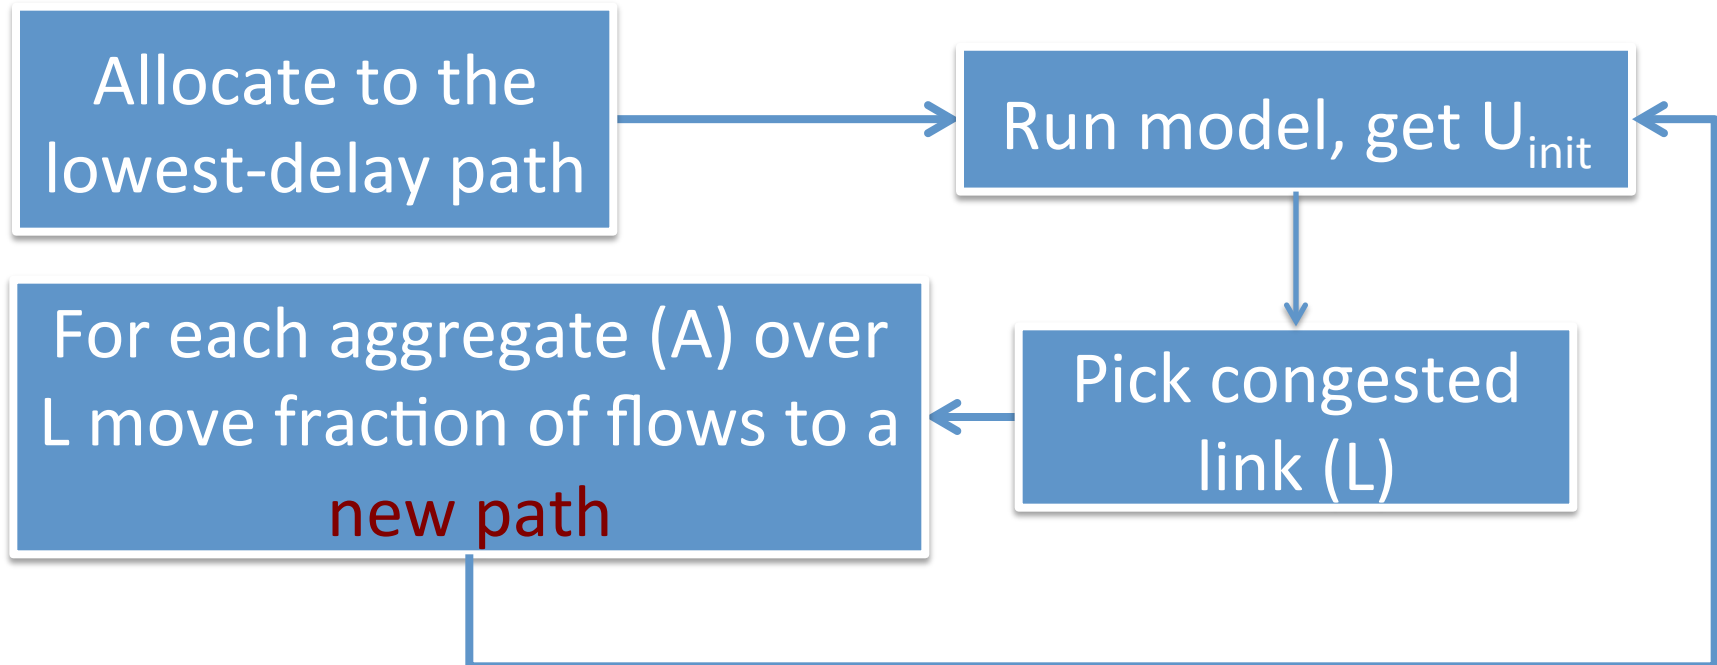 Allocate to the
lowest-delay path
Run model, get U_init
Pick congested
link (L)
For each aggregate (A) over
L move fraction of flows to a
new path